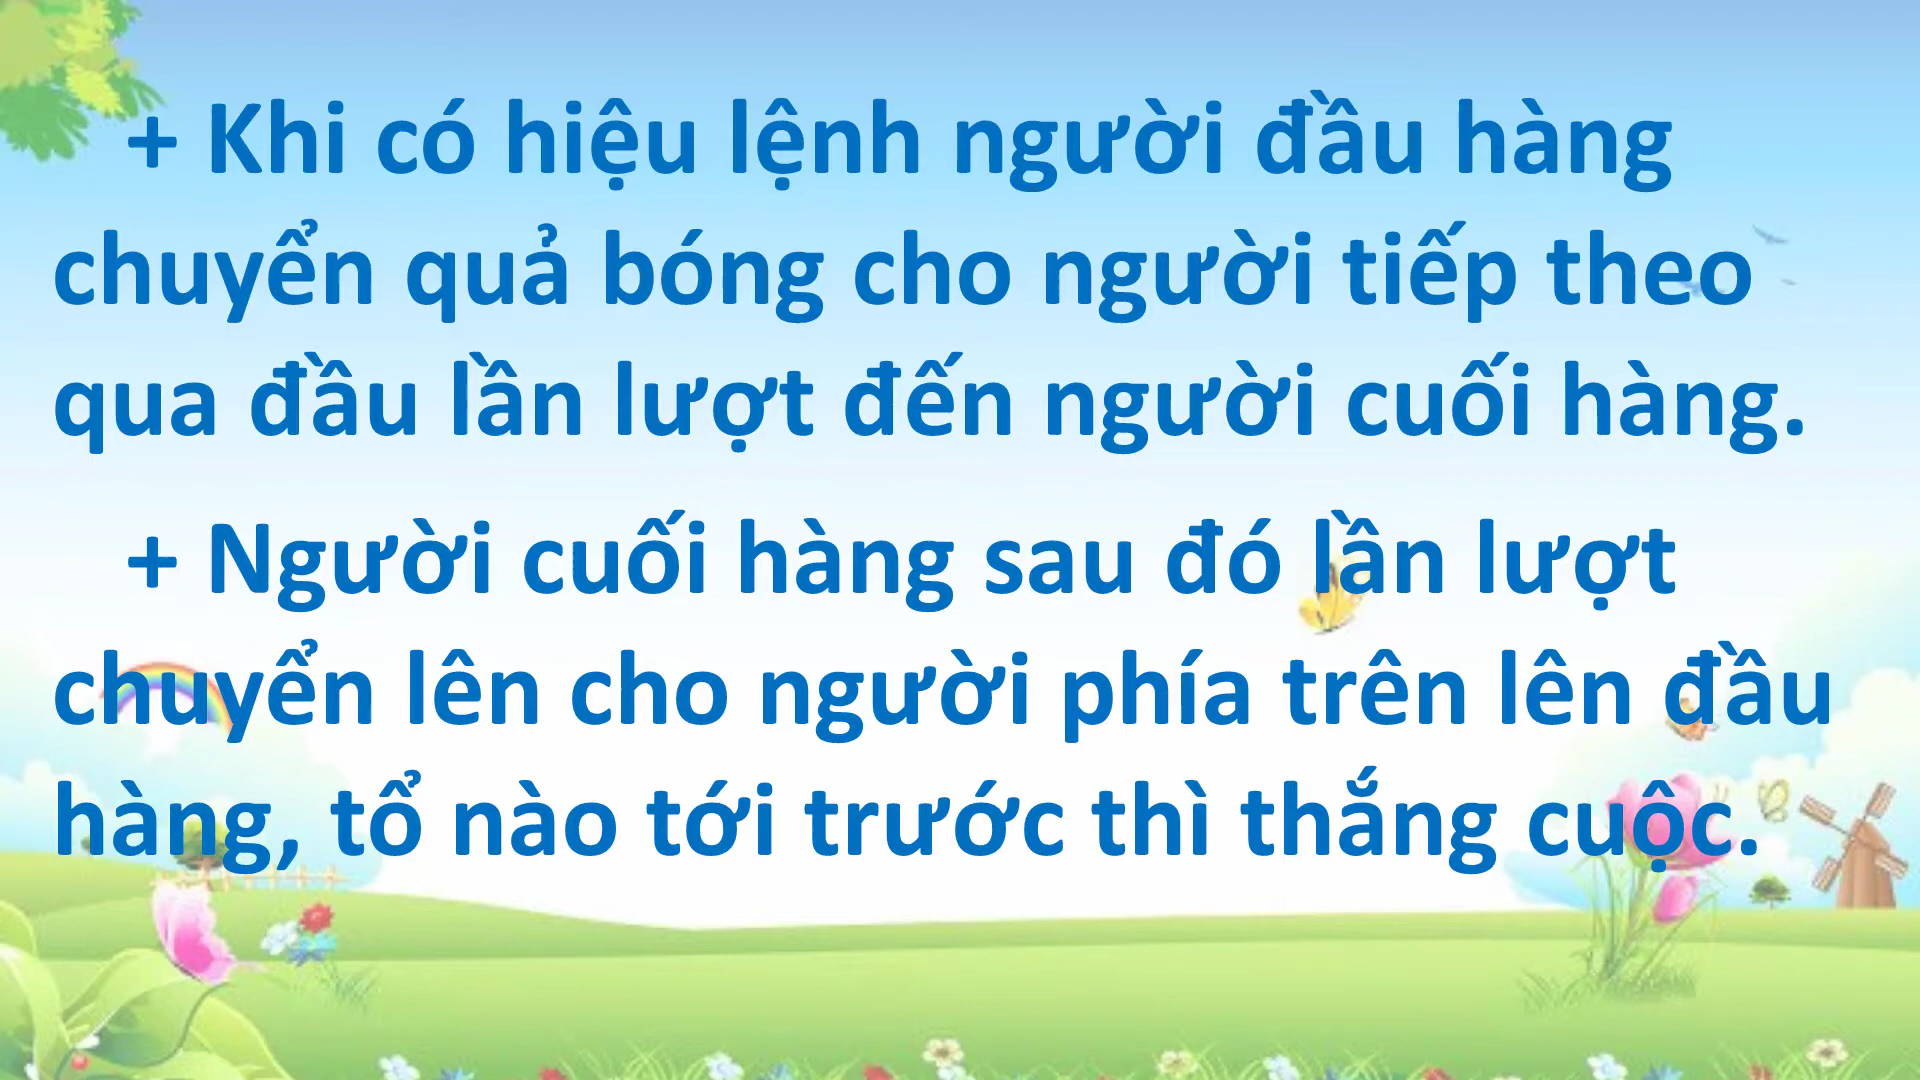 + Khi có hiệu lệnh người đầu hàng
chuyển quả bóng cho người tiếp theo
qua đầu lần lượt đến người cuối hàng.
+ Người cuối hàng sau đó lần lượt
chuyển lên cho người phía trên lên đầu
hàng, tổ nào tới trước thì thắng cuộc.